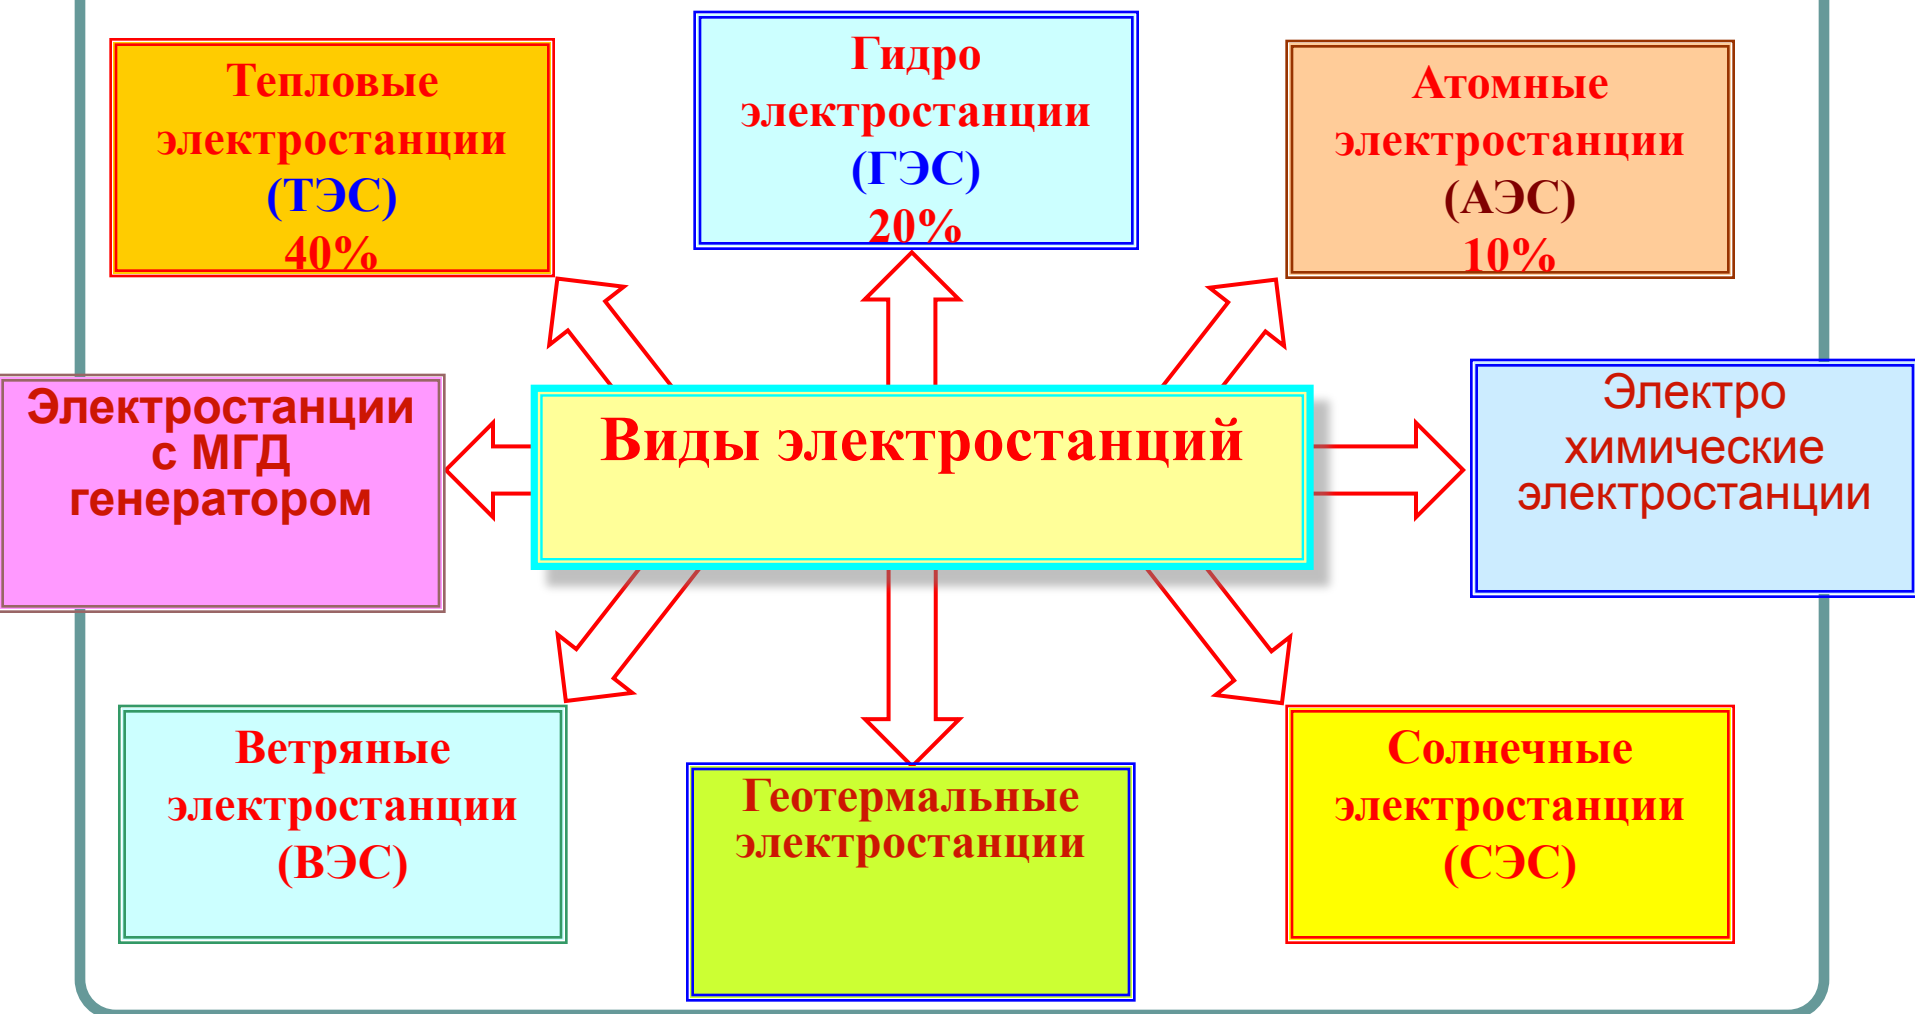 Тепловые
электростанции
(ТЭС)
40%
Гидро
электростанции
(ГЭС)
20%
Атомные
электростанции
(АЭС)
10%
Электростанции
с МГД
генератором
Виды электростанций
Электро
химические
электростанции
Ветряные
электростанции
(ВЭС)
Геотермальные
электростанции
Солнечные
электростанции
(СЭС)